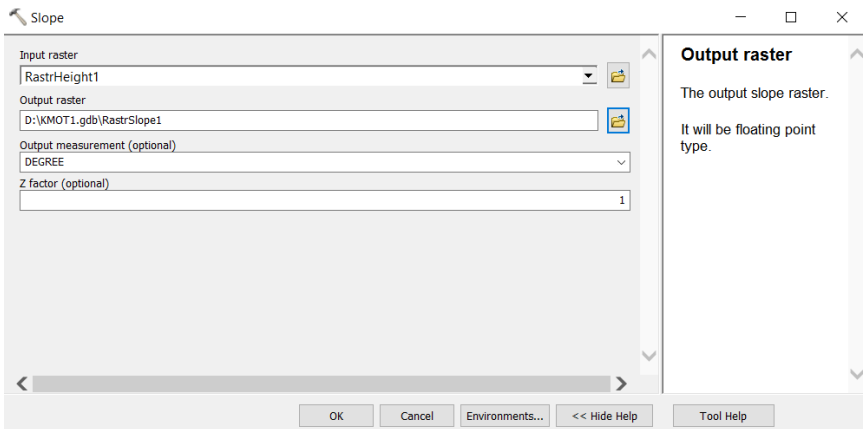 Slope
Input raster
RastrHeight1
Output raster
D:\KMOT1.gdb\RastrSlope1
Output measurement (optional)
DEGREE
Z factor (optional)
1
Output raster
The output slope raster.
It will be floating point
type.
OK
Cancel
Environments...
<< Hide Help
Tool Help